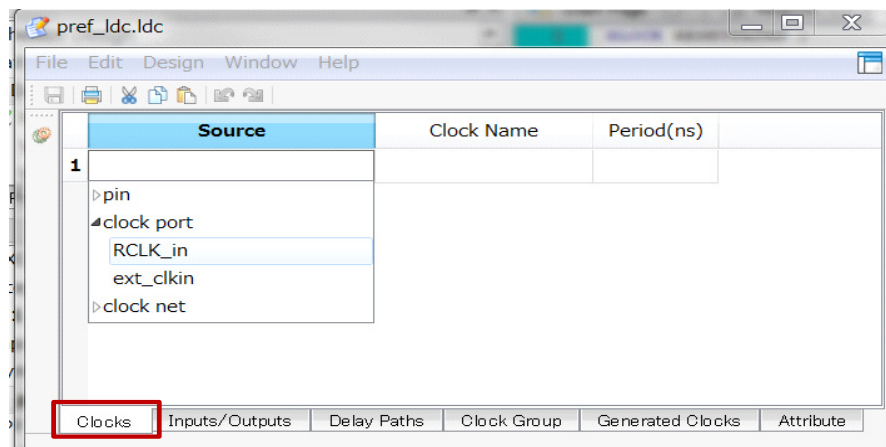 pref_ldc.ldc
File Edit Design Window Help
Source Clock Name Period(ns)
1
pin
clock port
RCLK_in
ext_clkin
clock net
Clocks Inputs/Outputs Delay Paths Clock Group Generated Clocks Attribute